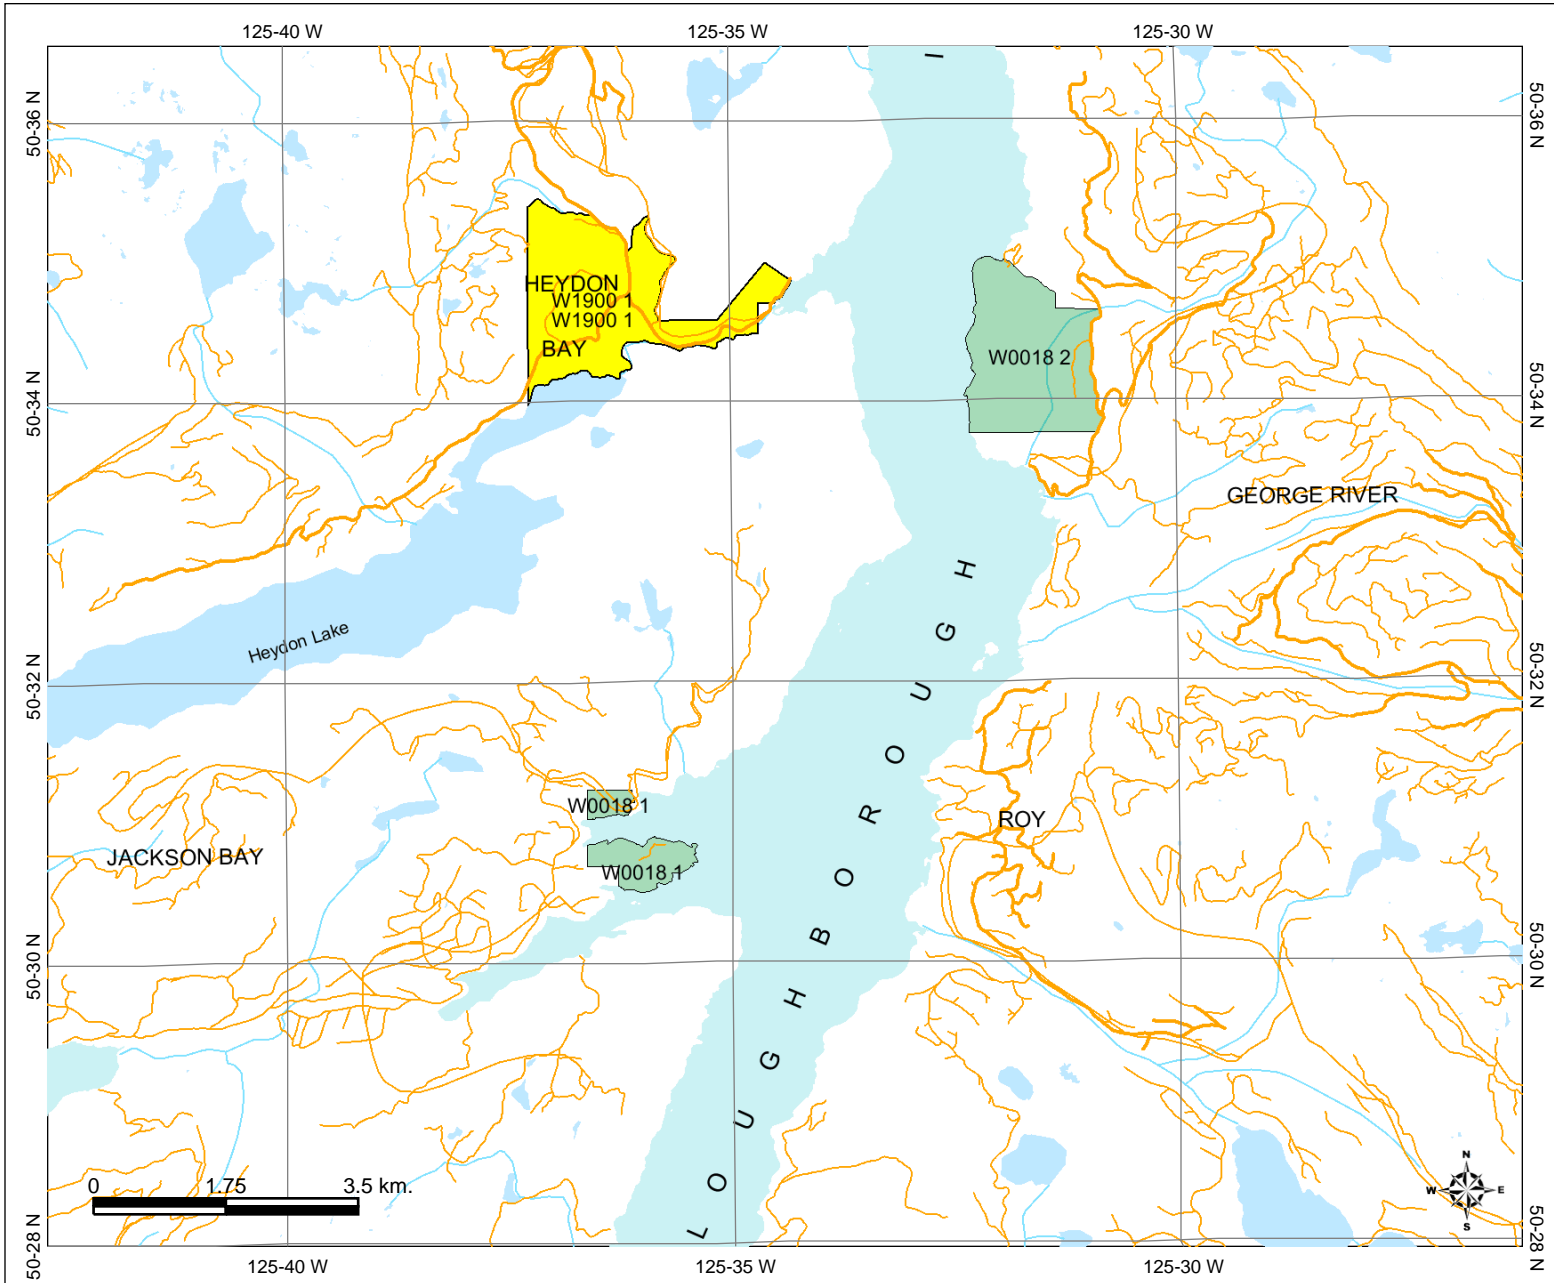 125-40 W
125-35 W
125-30 W
50-36 N
50-36 N
I
HEYDON
W1900 1
W1900 1
BAY
W0018 2
50-34 N
50-34 N
GEORGE RIVER
Heydon Lake
50-32 N
50-32 N
W0018 1
ROY
JACKSON BAY
W0018 1
LOUGHBOROUGH
50-30 N
50-30 N
0 1.75 3.5 km.
N
W E
S
50-28 N
50-28 N
125-40 W
125-35 W
125-30 W